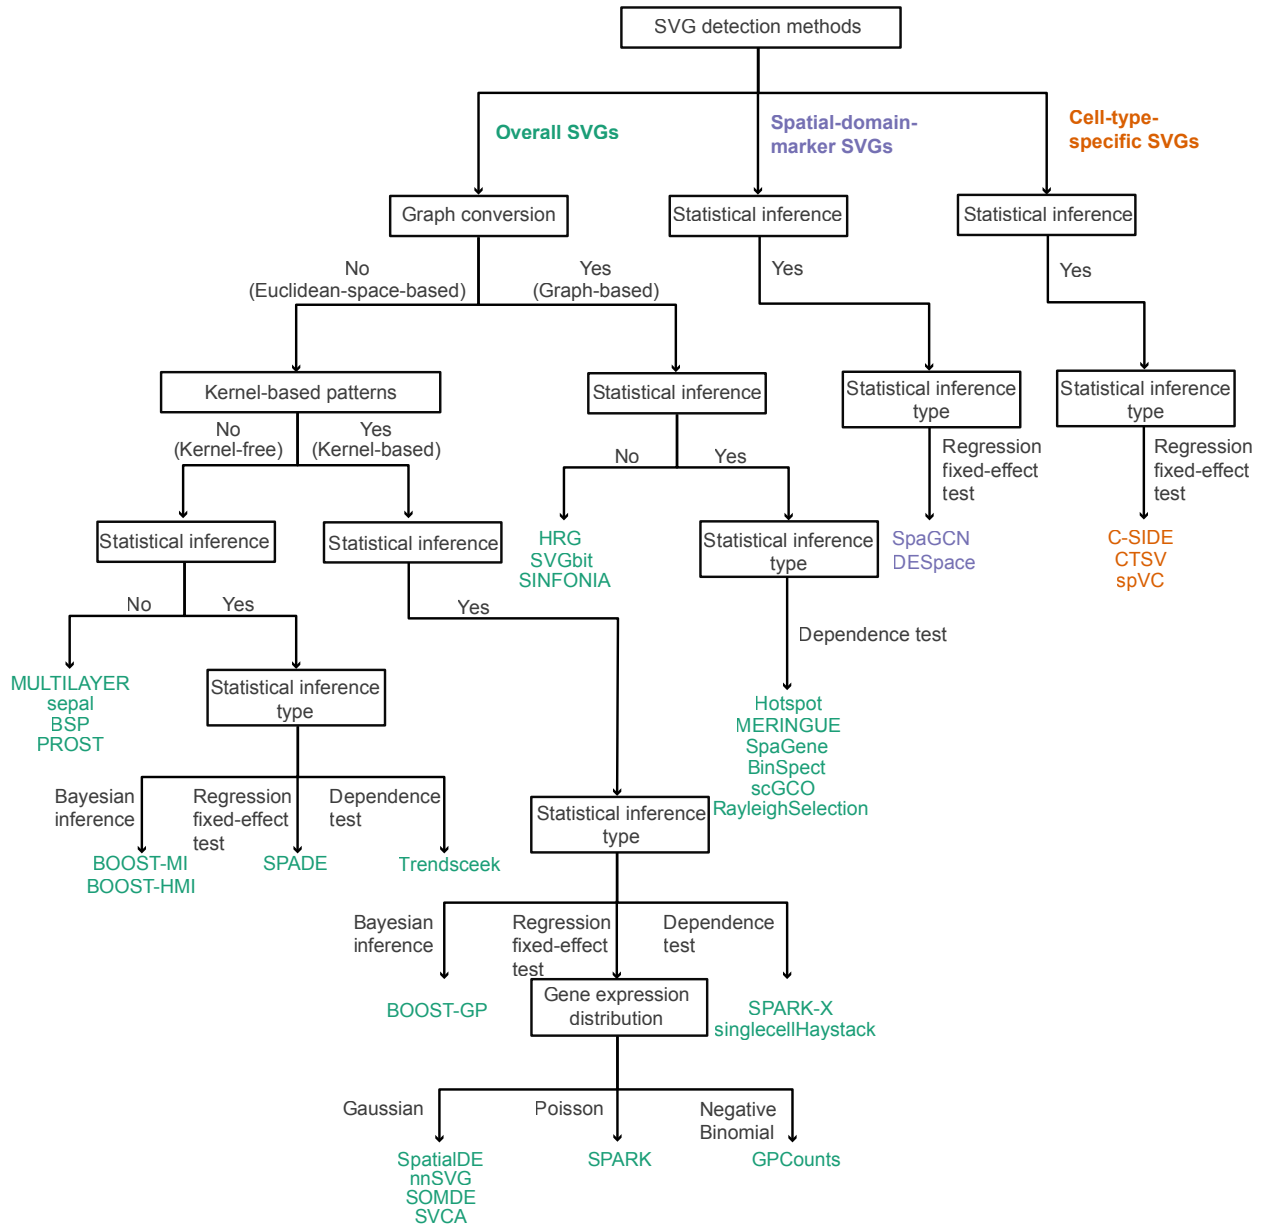 SVG detection methods
Overall SVGs
Spatial-domain-
marker SVGs
Cell-type-
specific SVGs
Graph conversion
Statistical inference
Statistical inference
No
(Euclidean-space-based)
Yes
(Graph-based)
Yes
Yes
Kernel-based patterns
Statistical inference
Statistical inference
type
Statistical inference
type
No
(Kernel-free)
Yes
(Kernel-based)
No
Yes
Regression
fixed-effect
test
Regression
fixed-effect
test
Statistical inference
Statistical inference
HRG
SVGbit
SINFONIA
Statistical inference
type
SpaGCN
DESpace
C-SIDE
CTSV
spVC
No
Yes
Yes
Dependence test
MULTILAYER
sepal
BSP
PROST
Statistical inference
type
Hotspot
MERINGUE
SpaGene
BinSpect
scGCO
RayleighSelection
Bayesian
inference
Regression
fixed-effect
test
Dependence
test
Statistical inference
type
BOOST-MI
BOOST-HMI
SPADE
Trendsceek
Bayesian
inference
Regression
fixed-effect
test
Dependence
test
BOOST-GP
Gene expression
distribution
SPARK-X
singlecellHaystack
Gaussian
Poisson
Negative
Binomial
SpatialDE
nnSVG
SOMDE
SVCA
SPARK
GPCounts